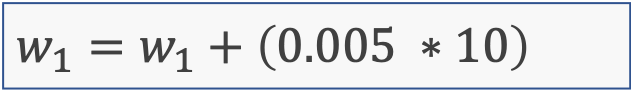 w₁ = w₁ + (0.005 * 10)